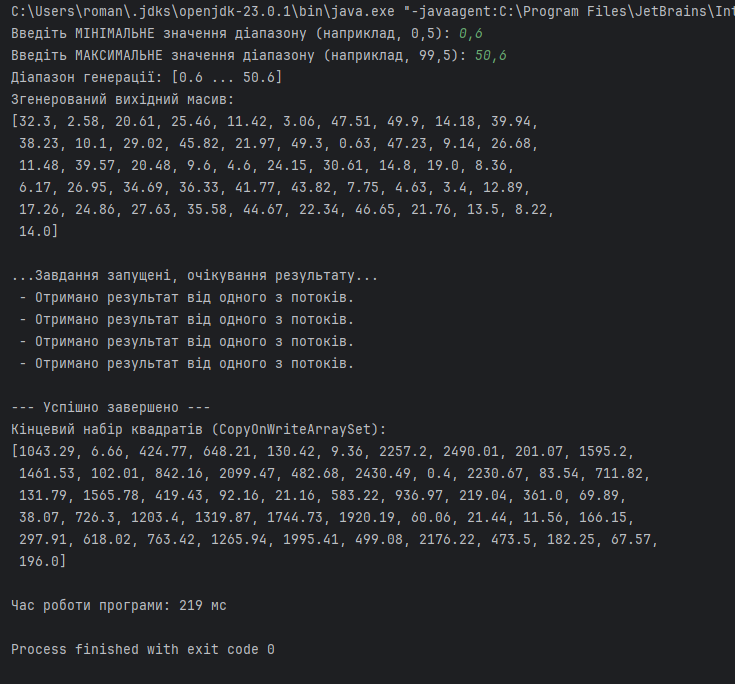 C:\Users\roman\.jdks\openjdk-23.0.1\bin\java.exe "-javaagent:C:\Program Files\JetBrains\Int
Введіть МІНІМАЛЬНЕ значення діапазону (наприклад, 0,5): 0,6
Введіть МАКСИМАЛЬНЕ значення діапазону (наприклад, 99,5): 50,6
Діапазон генерації: [0.6 ... 50.6]
Згенерований вихідний масив:
[32.3, 2.58, 20.61, 25.46, 11.42, 3.06, 47.51, 49.9, 14.18, 39.94,
38.23, 10.1, 29.02, 45.82, 21.97, 49.3, 0.63, 47.23, 9.14, 26.68,
11.48, 39.57, 20.48, 9.6, 4.6, 24.15, 30.61, 14.8, 19.0, 8.36,
6.17, 26.95, 34.69, 36.33, 41.77, 43.82, 7.75, 4.63, 3.4, 12.89,
17.26, 24.86, 27.63, 35.58, 44.67, 22.34, 46.65, 21.76, 13.5, 8.22,
14.0]
...Завдання запущені, очікування результату...
- Отримано результат від одного з потоків.
- Отримано результат від одного з потоків.
- Отримано результат від одного з потоків.
- Отримано результат від одного з потоків.
--- Успішно завершено ---
Кінцевий набір квадратів (CopyOnWriteArraySet):
[1043.29, 6.66, 424.77, 648.21, 130.42, 9.36, 2257.2, 2490.01, 201.07, 1595.2,
1461.53, 102.01, 842.16, 2099.47, 482.68, 2430.49, 0.4, 2230.67, 83.54, 711.82,
131.79, 1565.78, 419.43, 92.16, 21.16, 583.22, 936.97, 219.04, 361.0, 69.89,
38.07, 726.3, 1203.4, 1319.87, 1744.73, 1920.19, 60.06, 21.44, 11.56, 166.15,
297.91, 618.02, 763.42, 1265.94, 1995.41, 499.08, 2176.22, 473.5, 182.25, 67.57,
196.0]
Час роботи програми: 219 мс
Process finished with exit code 0